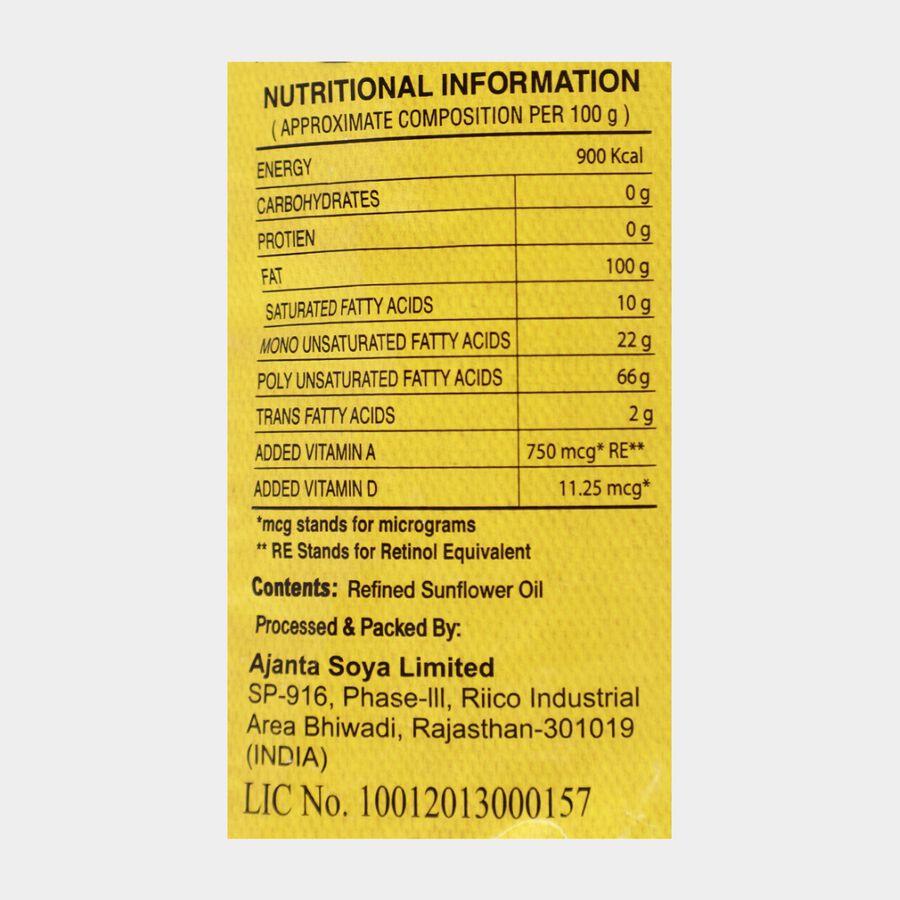 NUTRITIONAL INFORMATION
( APPROXIMATE COMPOSITION PER 100 g )
ENERGY 900 Kcal
CARBOHYDRATES 0 g
PROTIEN 0 g
FAT 100 g
SATURATED FATTY ACIDS 10 g
MONO UNSATURATED FATTY ACIDS 22 g
POLY UNSATURATED FATTY ACIDS 66 g
TRANS FATTY ACIDS 2 g
ADDED VITAMIN A 750 mcg* RE**
ADDED VITAMIN D 11.25 mcg*
*mcg stands for micrograms
** RE Stands for Retinol Equivalent
Contents: Refined Sunflower Oil
Processed & Packed By:
Ajanta Soya Limited
SP-916, Phase-III, Riico Industrial
Area Bhiwadi, Rajasthan-301019
(INDIA)
LIC No. 10012013000157